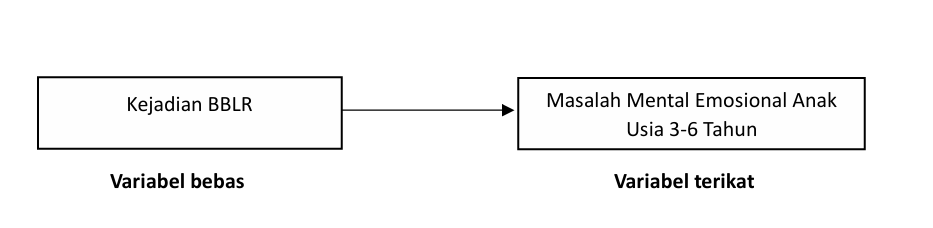 Kejadian BBLR
Masalah Mental Emosional Anak
Usia 3-6 Tahun
Variabel bebas
Variabel terikat